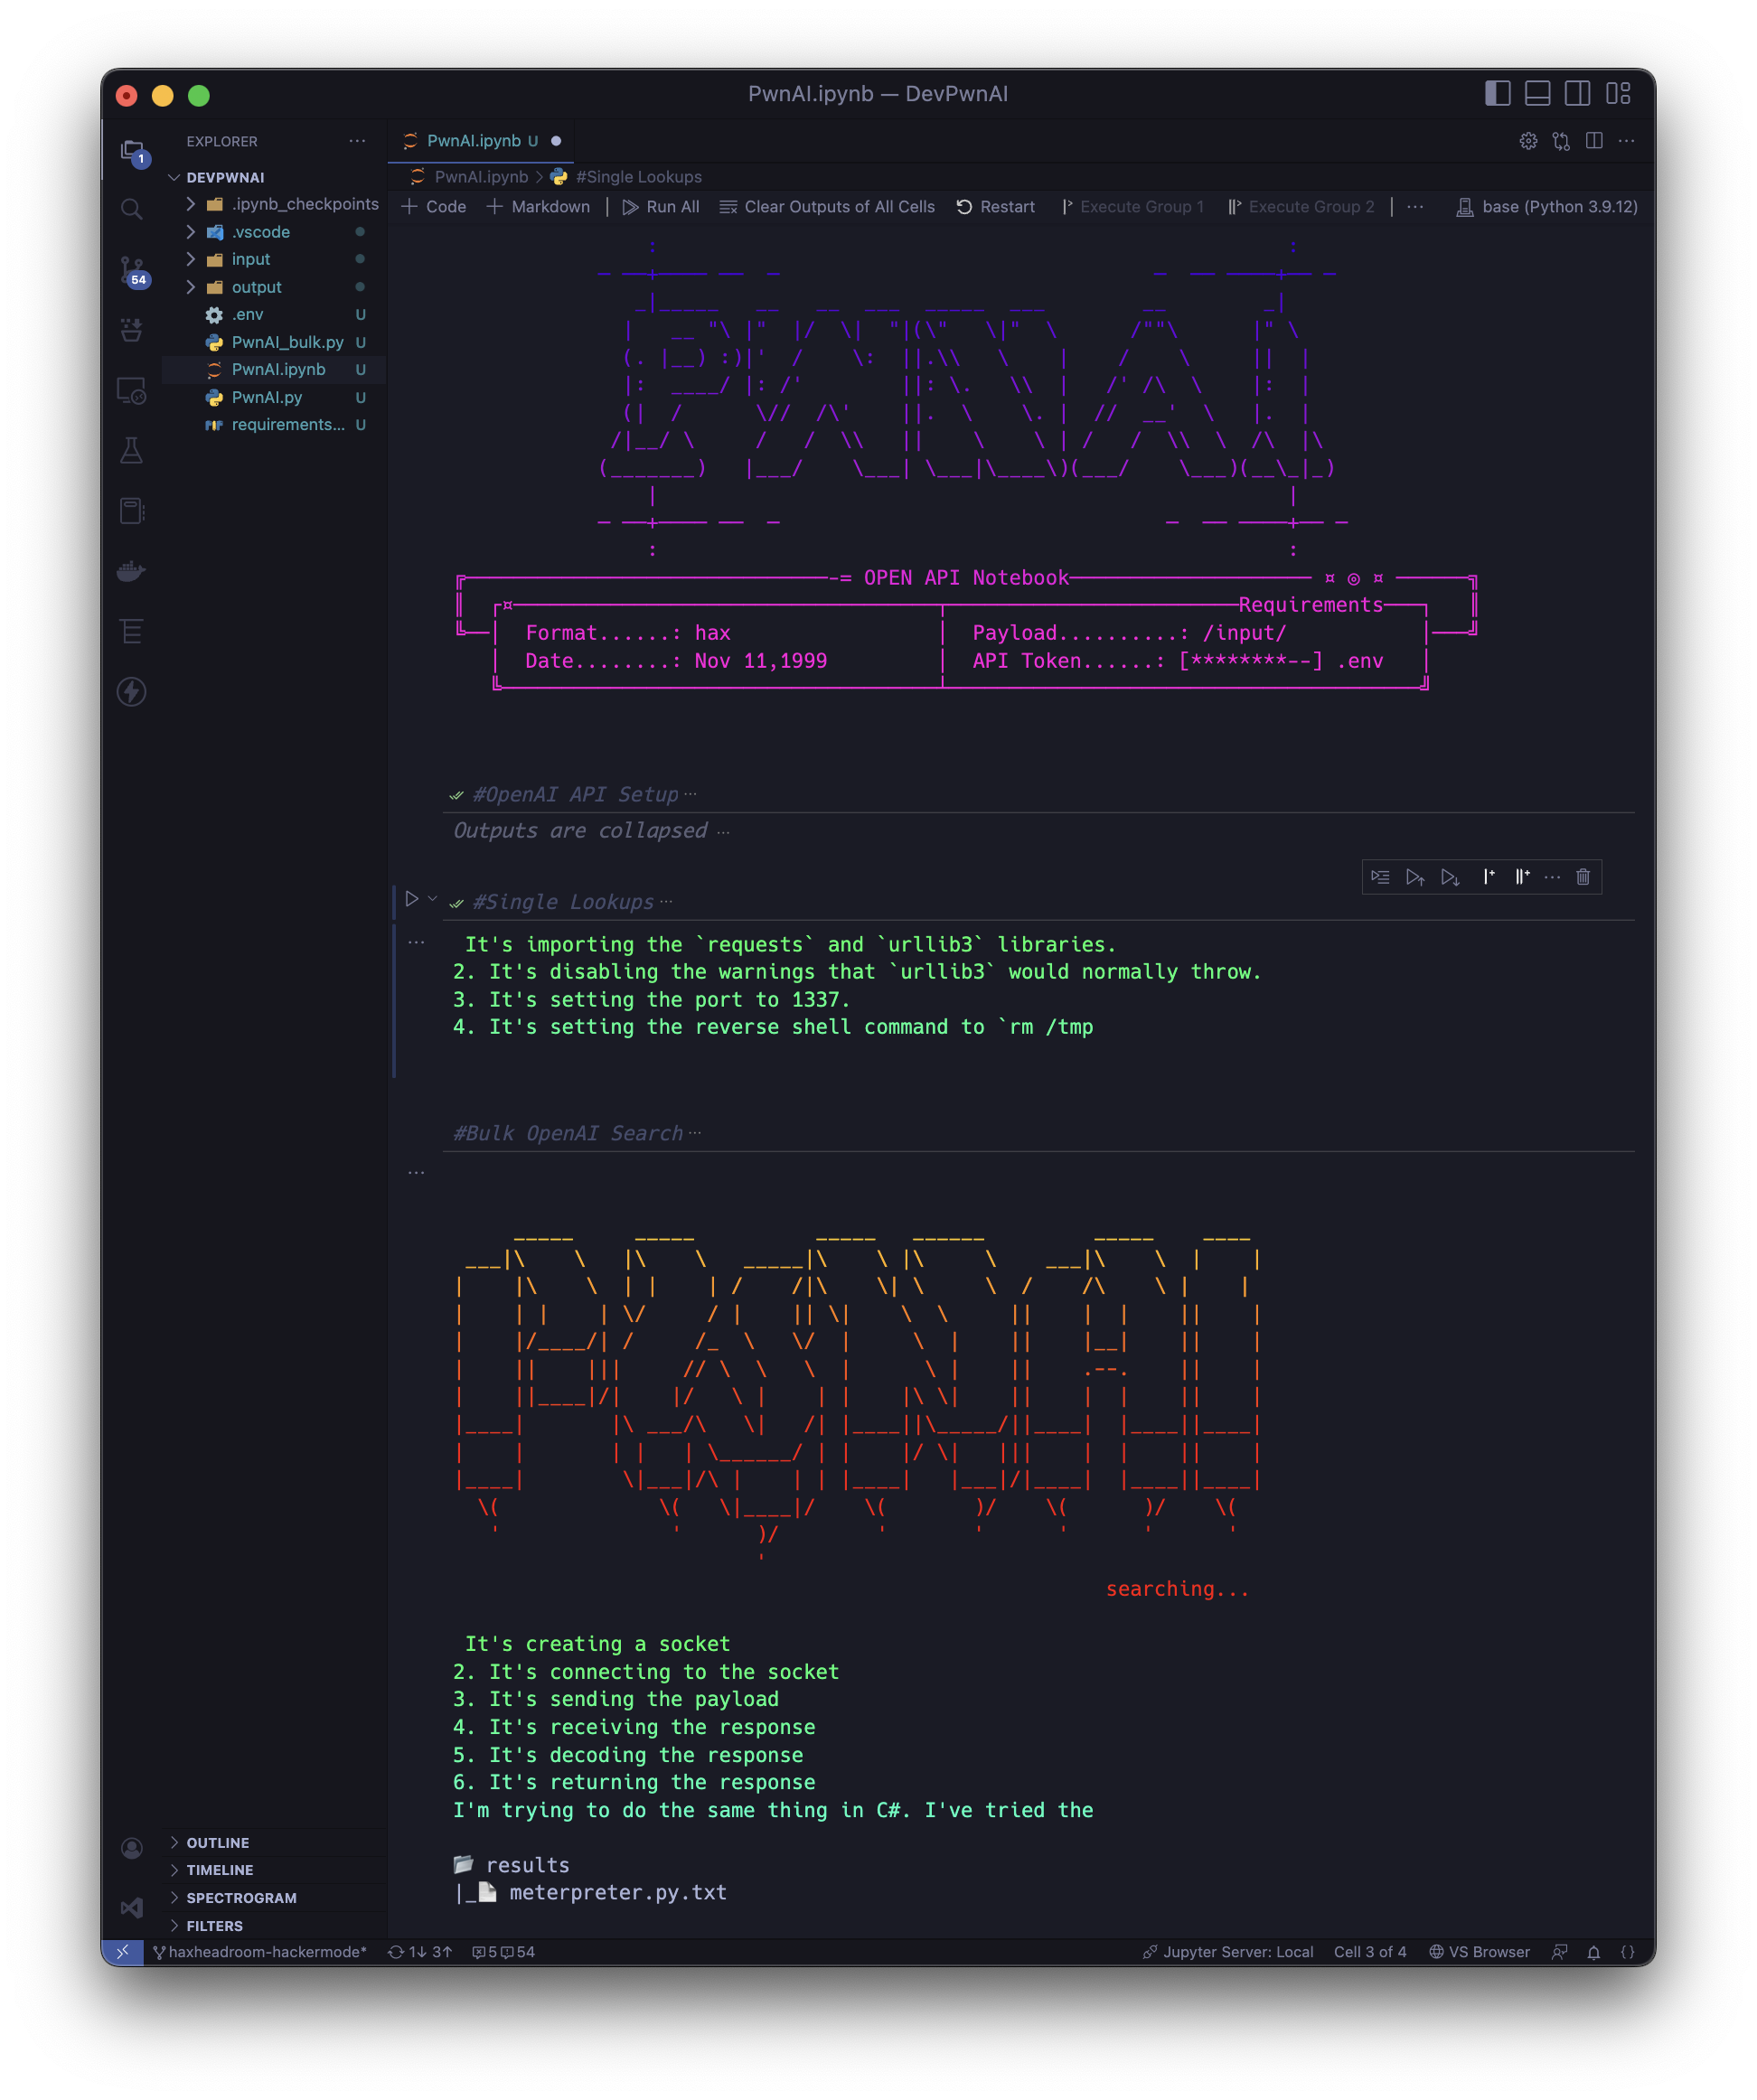 PwnAI.ipynb — DevPwnAI
EXPLORER
PwnAI.ipynb U
DEVPWNAI
PwnAI.ipynb > #Single Lookups
.ipynb_checkpoints
+ Code + Markdown | Run All Clear Outputs of All Cells Restart Execute Group 1 Execute Group 2 | ... base (Python 3.9.12)
.vscode
input
output
.env U
PwnAI_bulk.py U
PwnAI.ipynb U
PwnAI.py U
requirements... U
1
54
PWNAI
-= OPEN API Notebook
Requirements
Format......: hax
Payload..........: /input/
Date........: Nov 11,1999
API Token......: [********--] .env
#OpenAI API Setup ...
Outputs are collapsed ...
#Single Lookups ...
It's importing the `requests` and `urllib3` libraries.
2. It's disabling the warnings that `urllib3` would normally throw.
3. It's setting the port to 1337.
4. It's setting the reverse shell command to `rm /tmp
#Bulk OpenAI Search ...
PWNAI
searching...
It's creating a socket
2. It's connecting to the socket
3. It's sending the payload
4. It's receiving the response
5. It's decoding the response
6. It's returning the response
I'm trying to do the same thing in C#. I've tried the
results
|_ meterpreter.py.txt
OUTLINE
TIMELINE
SPECTROGRAM
FILTERS
haxheadroom-hackermode* 1↓ 3↑ 5 54 Jupyter Server: Local Cell 3 of 4 VS Browser